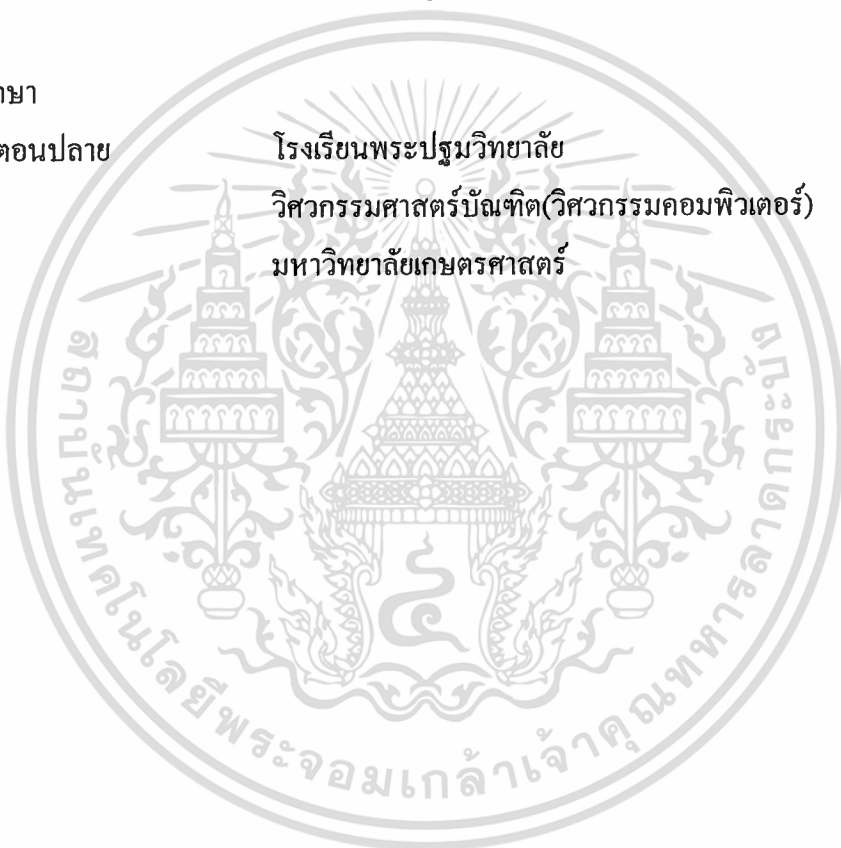 าษา
ตอนปลาย โรงเรียนพระปฐมวิทยาลัย
วิศวกรรมศาสตร์บัณฑิต(วิศวกรรมคอมพิวเตอร์)
มหาวิทยาลัยเกษตรศาสตร์
สถาบันเทคโนโลยีพระจอมเกล้าเจ้าคุณทหารลาดกระบัง
๔